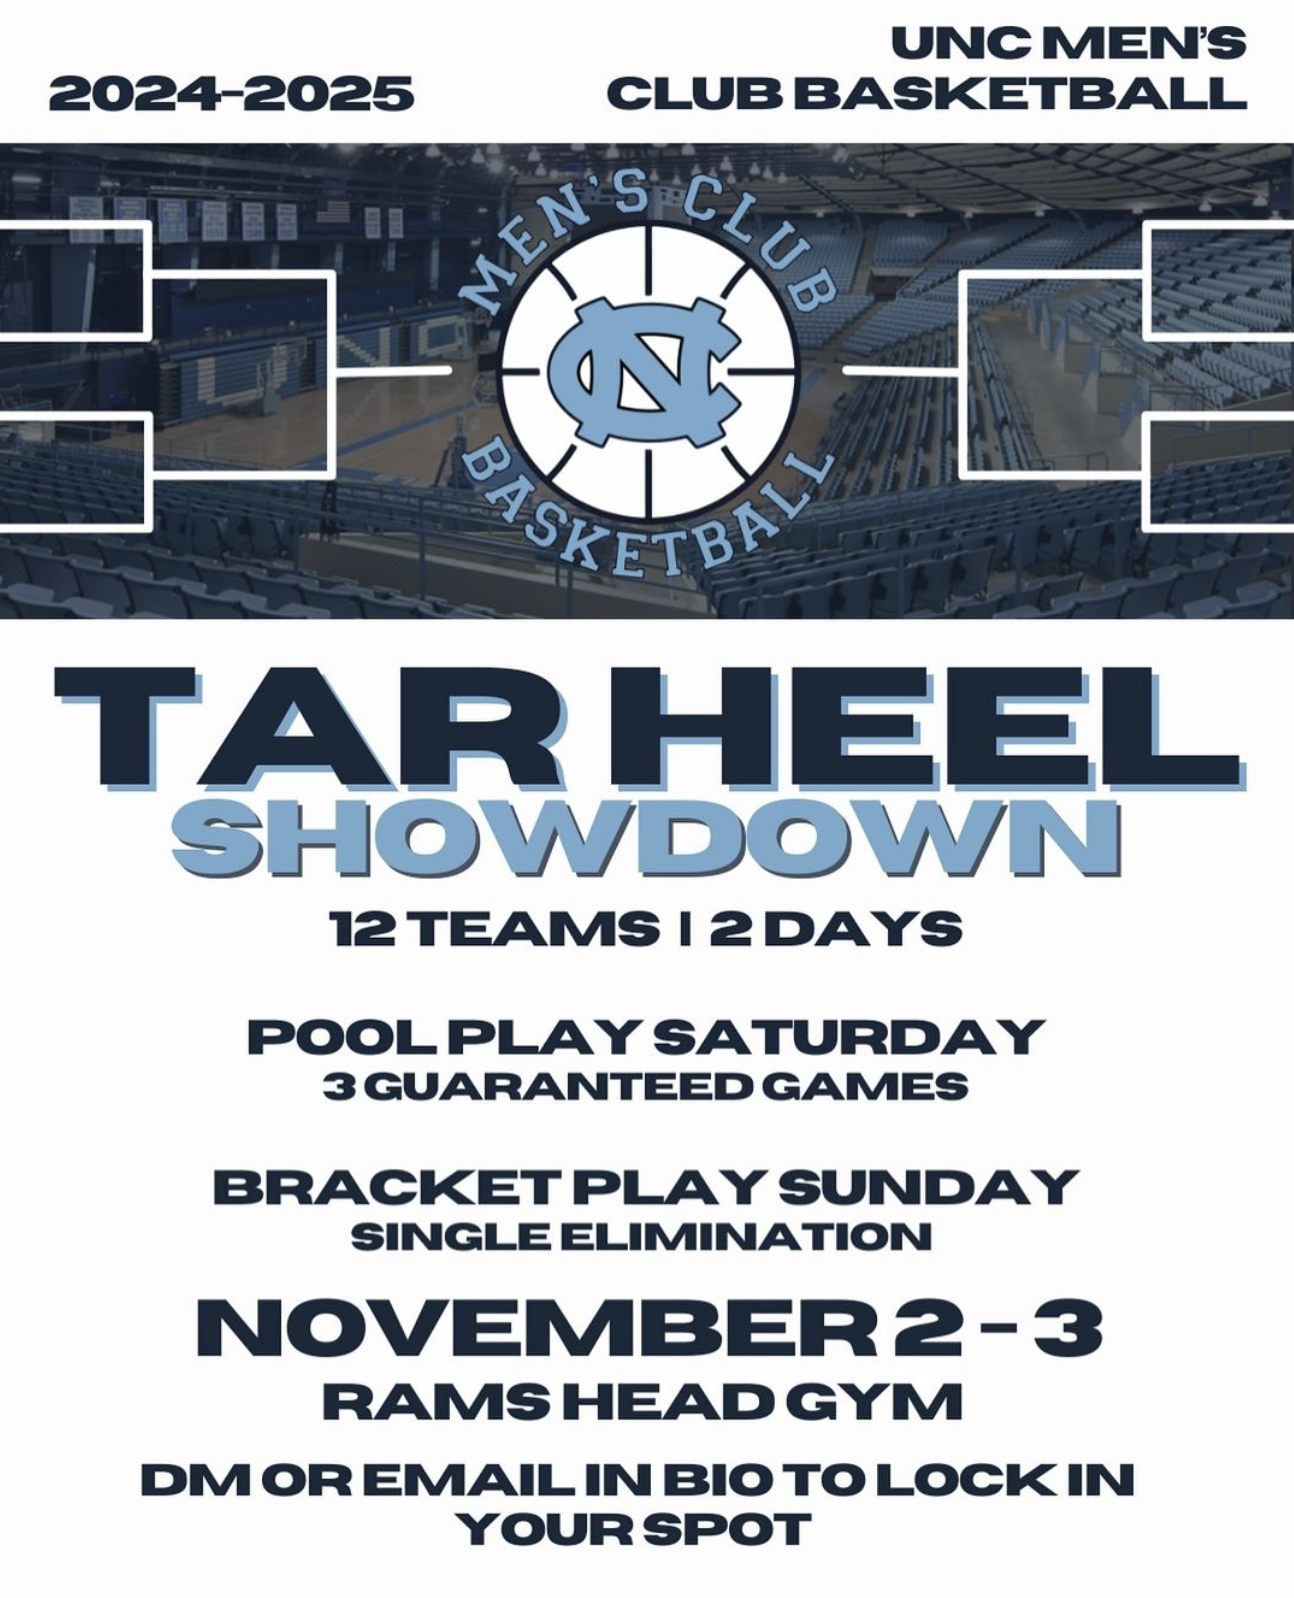 2024-2025
UNC MEN'S
CLUB BASKETBALL
MEN'S CLUB
NC
BASKETBALL
TAR HEEL
SHOWDOWN
12 TEAMS | 2 DAYS
POOL PLAY SATURDAY
3 GUARANTEED GAMES
BRACKET PLAY SUNDAY
SINGLE ELIMINATION
NOVEMBER 2 - 3
RAMS HEAD GYM
DM OR EMAIL IN BIO TO LOCK IN
YOUR SPOT